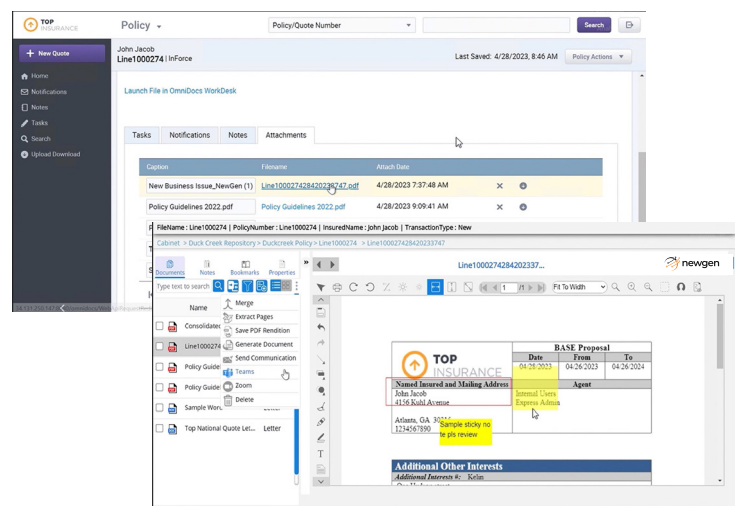 TOP
INSURANCE
Policy
Policy/Quote Number
Search
+ New Quote
Home
Notifications
Notes
Tasks
Search
Upload Download
John Jacob
Line1000274 | InForce
Last Saved: 4/28/2023, 8:46 AM
Policy Actions
Launch File in OmniDocs WorkDesk
Tasks Notifications Notes Attachments
Caption Filename Attach Date
New Business Issue_NewGen (1) Line1000274284202338747.pdf 4/28/2023 7:37:48 AM
Policy Guidelines 2022.pdf Policy Guidelines 2022.pdf 4/28/2023 9:09:41 AM
FileName : Line1000274 | PolicyNumber : Line1000274 | InsuredName : John Jacob | TransactionType : New
Cabinet > Duck Creek Repository > Duckcreek Policy > Line1000274 > Line10002742842023​3747
Documents Notes Bookmarks Properties
»
Line1000274284202337...
newgen
Type text to search
1 /1
Fit To Width
Name
Consolidated
Line1000274
Policy Guide
Policy Guide
Sample Wor
Top National Quote Let... Letter
Merge
Extract Pages
Save PDF Rendition
Generate Document
Send Communication
Teams
Zoom
Delete
T
TOP
INSURANCE
BASE Proposal
Date From To
04/28/2023 04/26/2023 04/26/2024
Named Insured and Mailing Address Agent
John Jacob Internal Users
4156 Kuhl Avenue Express Admin
Atlanta, GA
1234567890
Sample sticky no
te pls review
Additional Other Interests
Additional Interests #: Kelin